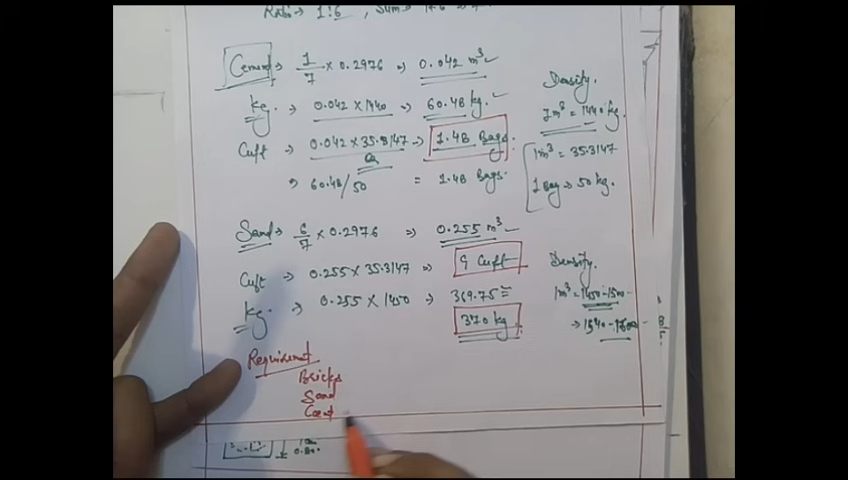 Ratio → 1:6 , Sum →
Cement → 1/7 × 0.2976 ⇒ 0.042 m³
Density.
kg. → 0.042 × 1440 ⇒ 60.48 kg.
1m³ = 1440 kg.
Cuft → 0.042 × 35.3147 → 1.48 Bags.
1m³ = 35.3147
→ 60.48/50 = 1.48 Bags.
1 Bag → 50 kg.
Sand → 6/7 × 0.2976 ⇒ 0.255 m³
Cuft → 0.255 × 35.3147 ⇒ 9 Cuft
Density.
kg. → 0.255 × 1450 → 369.75 =
1m³ = 1450-1500
370 kg.
Requirement
Bricks
Sand